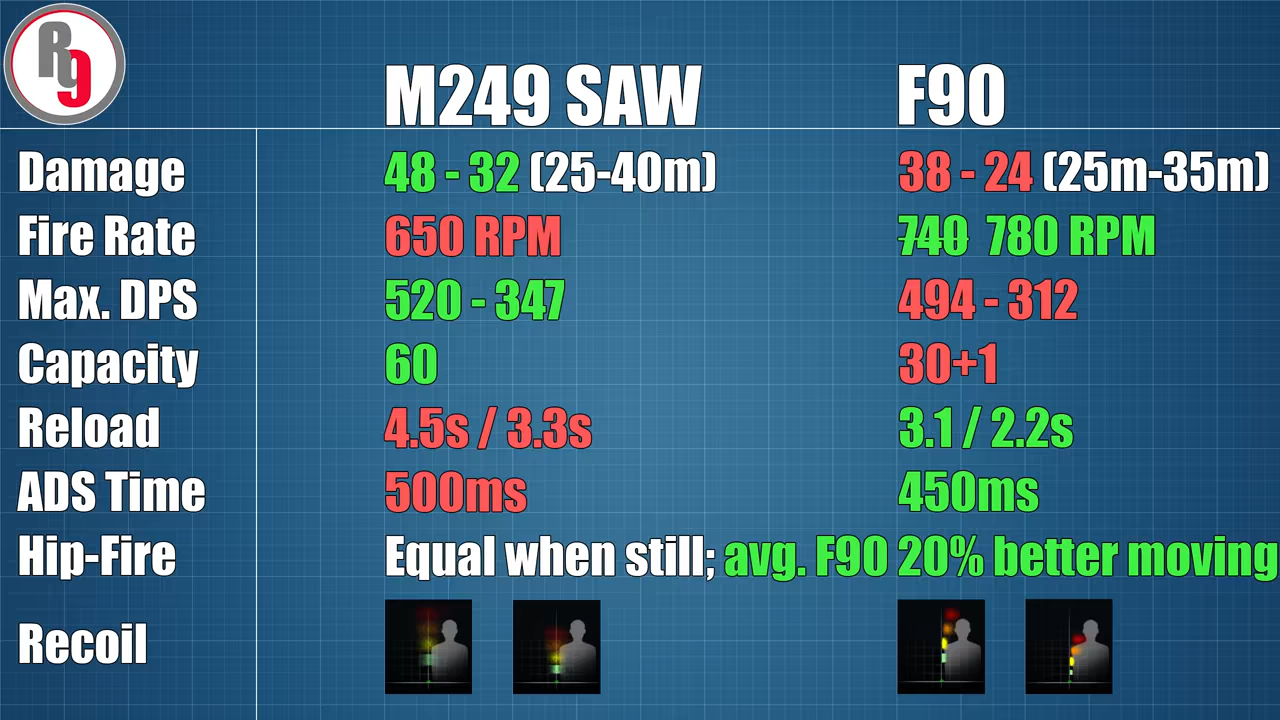 R9
M249 SAW F90
Damage 48 - 32 (25-40m) 38 - 24 (25m-35m)
Fire Rate 650 RPM 740 780 RPM
Max. DPS 520 - 347 494 - 312
Capacity 60 30+1
Reload 4.5s / 3.3s 3.1 / 2.2s
ADS Time 500ms 450ms
Hip-Fire Equal when still; avg. F90 20% better moving
Recoil